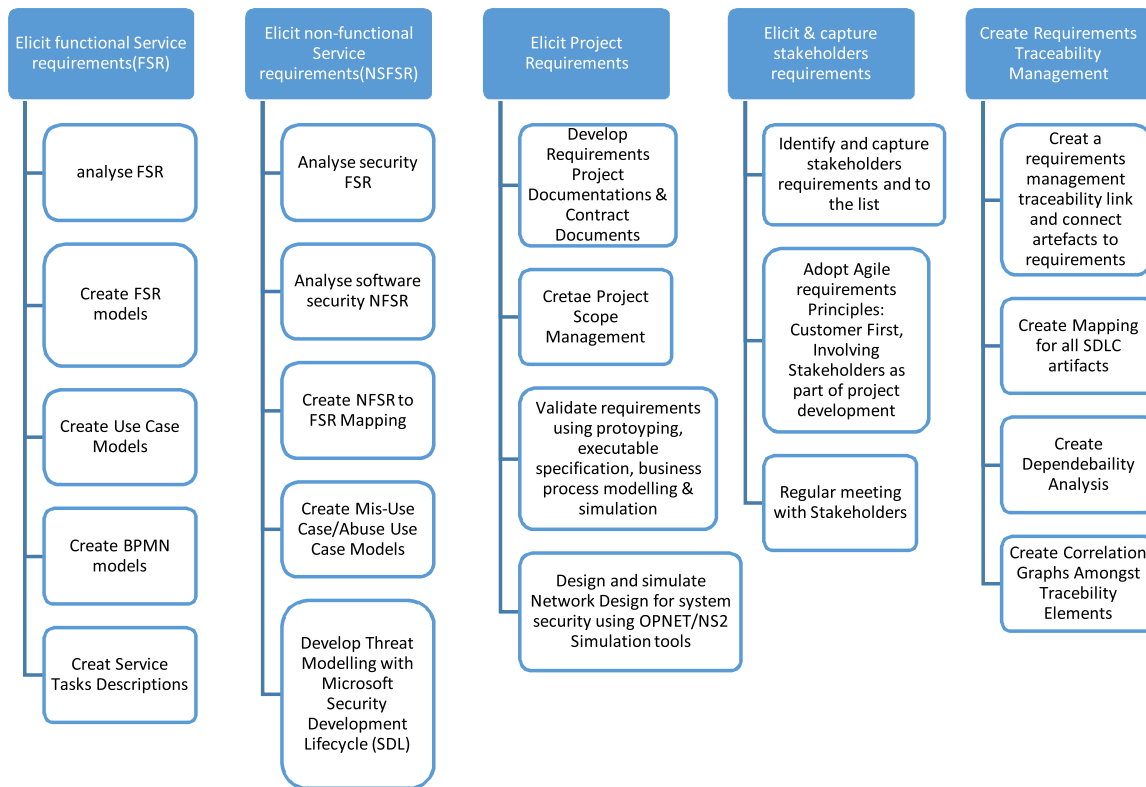 Elicit functional Service
requirements(FSR)
analyse FSR
Create FSR
models
Create Use Case
Models
Create BPMN
models
Creat Service
Tasks Descriptions
Elicit non-functional
Service
requirements(NSFSR)
Analyse security
FSR
Analyse software
security NFSR
Create NFSR to
FSR Mapping
Create Mis-Use
Case/Abuse Use
Case Models
Develop Threat
Modelling with
Microsoft
Security
Development
Lifecycle (SDL)
Elicit Project
Requirements
Develop
Requirements
Project
Documentations &
Contract
Documents
Cretae Project
Scope
Management
Validate requirements
using protoyping,
executable
specification, business
process modelling &
simulation
Design and simulate
Network Design for system
security using OPNET/NS2
Simulation tools
Elicit & capture
stakeholders
requirements
Identify and capture
stakeholders
requirements and to
the list
Adopt Agile
requirements
Principles:
Customer First,
Involving
Stakeholders as
part of project
development
Regular meeting
with Stakeholders
Create Requirements
Traceability
Management
Creat a
requirements
management
traceability link
and connect
artefacts to
requirements
Create Mapping
for all SDLC
artifacts
Create
Dependebaility
Analysis
Create Correlation
Graphs Amongst
Tracebility
Elements